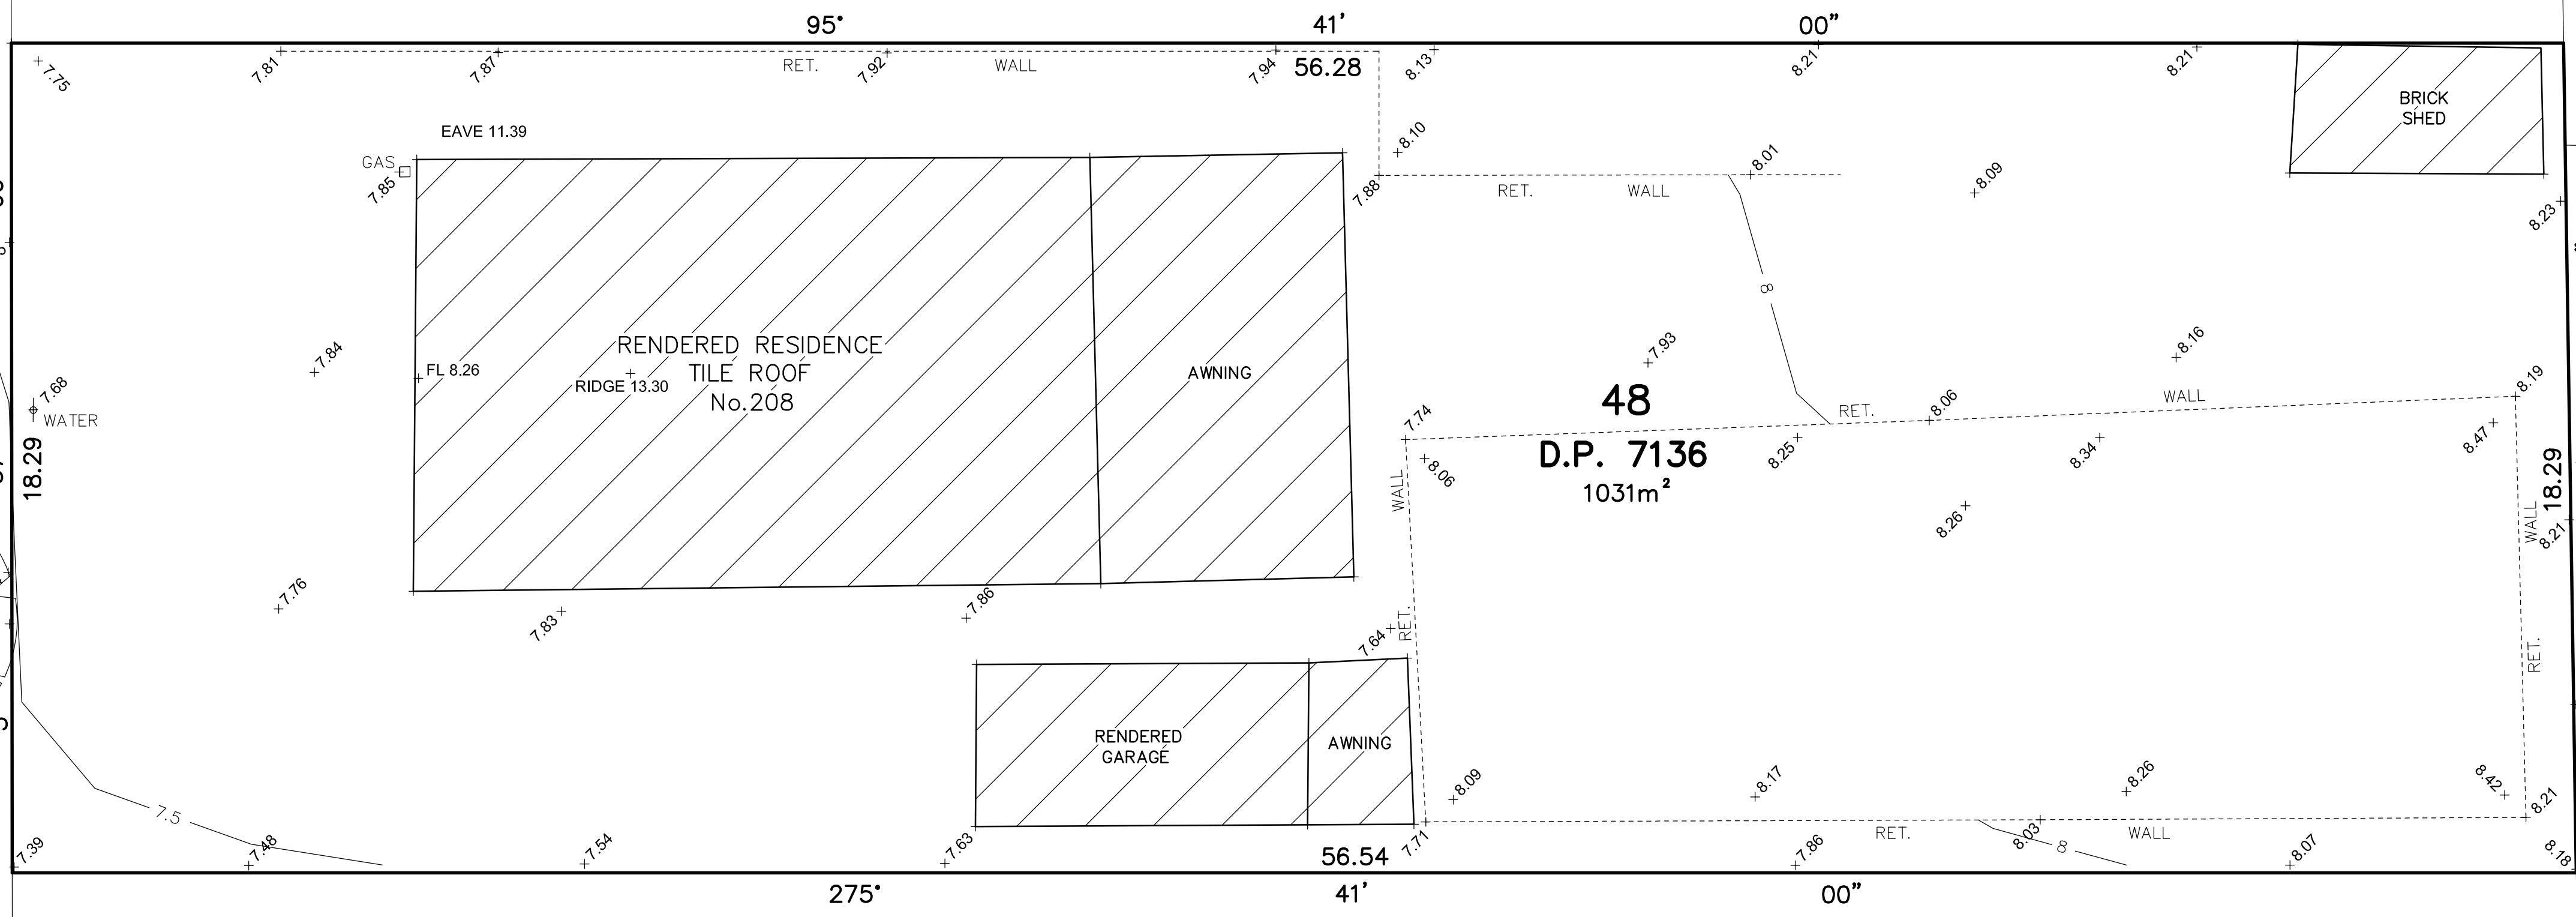 95° 41' 00"
7.75
7.81
7.87
RET. WALL
7.92
7.94
56.28
8.13
8.21
8.21
BRICK
SHED
EAVE 11.39
GAS
7.85
8.10
7.88
RET. WALL
8.01
8.09
8.23
RENDERED RESIDENCE
TILE ROOF
No.208
FL 8.26
RIDGE 13.30
AWNING
7.84
7.68
WATER
18.29
8
7.93
8.16
48
D.P. 7136
1031m²
7.74
RET. WALL
8.06
8.19
8.06
8.25
8.34
8.47
8.26
18.29
WALL
RET.
8.21
WALL
RET.
7.76
7.83
7.86
7.64
RENDERED
GARAGE
AWNING
8.09
8.17
8.26
8.42
8.21
7.5
7.39
7.48
7.54
7.63
56.54
7.71
7.86
RET. WALL
8.03
8
8.07
8.18
275° 41' 00"